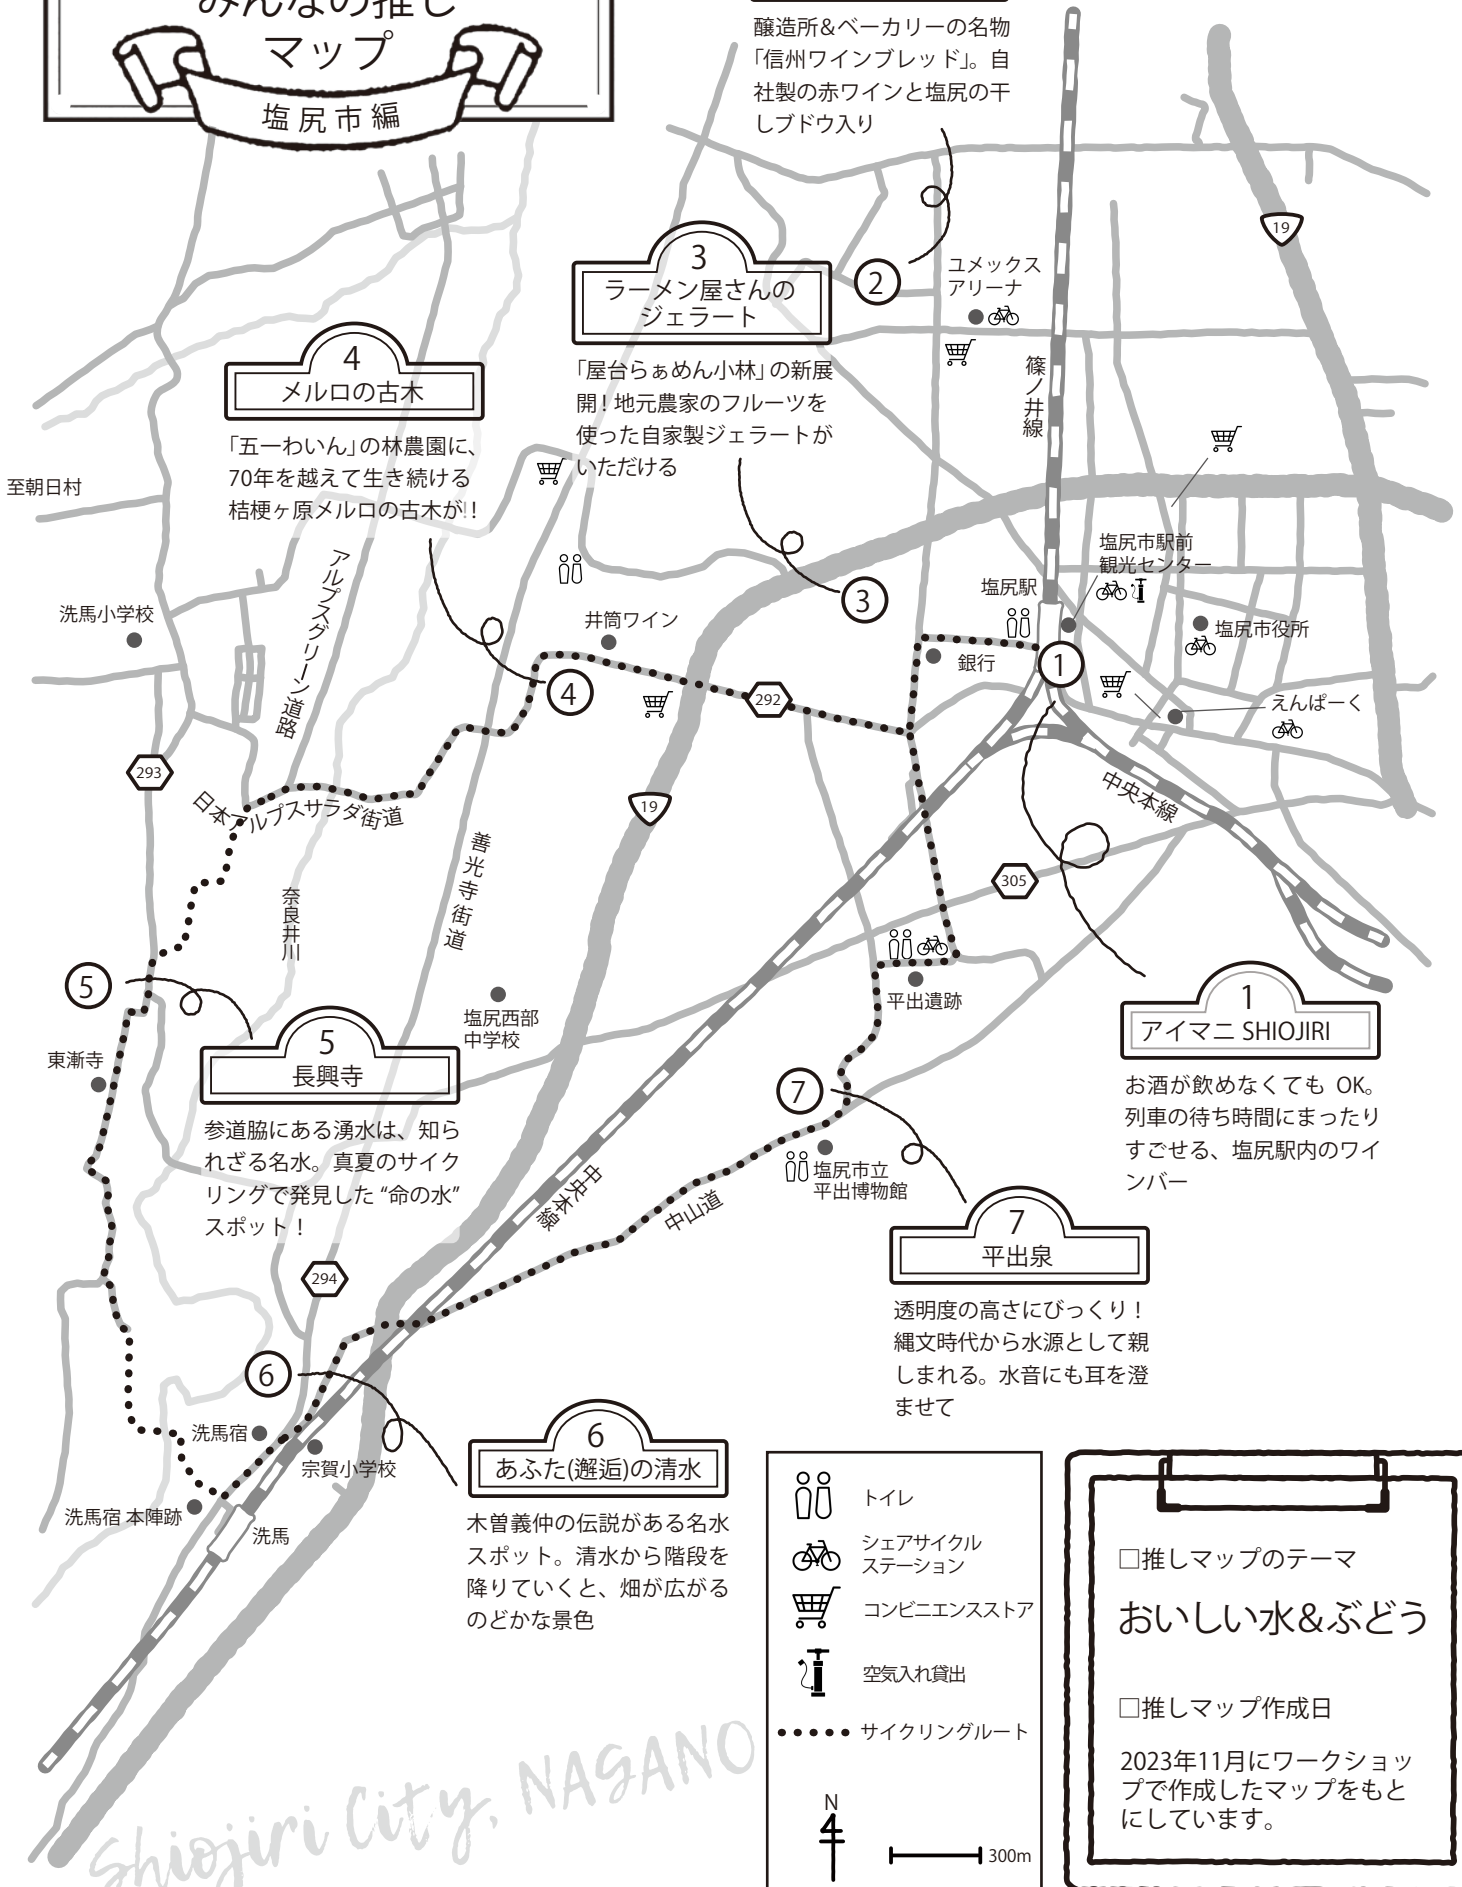 みんなの推し
マップ
塩尻市編
醸造所&ベーカリーの名物
「信州ワインブレッド」。自
社製の赤ワインと塩尻の干
しブドウ入り
19
3
ラーメン屋さんの
ジェラート
「屋台らぁめん小林」の新展
開！地元農家のフルーツを
使った自家製ジェラートが
いただける
2
ユメックス
アリーナ
篠ノ井線
4
メルロの古木
「五一わいん」の林農園に、
70年を越えて生き続ける
桔梗ヶ原メルロの古木が!!
至朝日村
アルプスグリーン道路
洗馬小学校
井筒ワイン
3
塩尻市駅前
観光センター
塩尻駅
塩尻市役所
銀行
1
4
292
えんぱーく
293
日本アルプスサラダ街道
19
中央本線
善光寺街道
奈良井川
305
5
塩尻西部
中学校
平出遺跡
1
アイマニ SHIOJIRI
お酒が飲めなくても OK。
列車の待ち時間にまったり
すごせる、塩尻駅内のワイ
ンバー
東漸寺
5
長興寺
参道脇にある湧水は、知ら
れざる名水。真夏のサイク
リングで発見した “命の水”
スポット！
7
塩尻市立
平出博物館
中央本線
中山道
7
平出泉
透明度の高さにびっくり！
縄文時代から水源として親
しまれる。水音にも耳を澄
ませて
294
6
洗馬宿
宗賀小学校
洗馬宿 本陣跡
洗馬
6
あふた(邂逅)の清水
木曽義仲の伝説がある名水
スポット。清水から階段を
降りていくと、畑が広がる
のどかな景色
トイレ
シェアサイクル
ステーション
コンビニエンスストア
空気入れ貸出
サイクリングルート
N
300m
□推しマップのテーマ
おいしい水&ぶどう
□推しマップ作成日
2023年11月にワークショッ
プで作成したマップをもと
にしています。
Shiojiri City, NAGANO